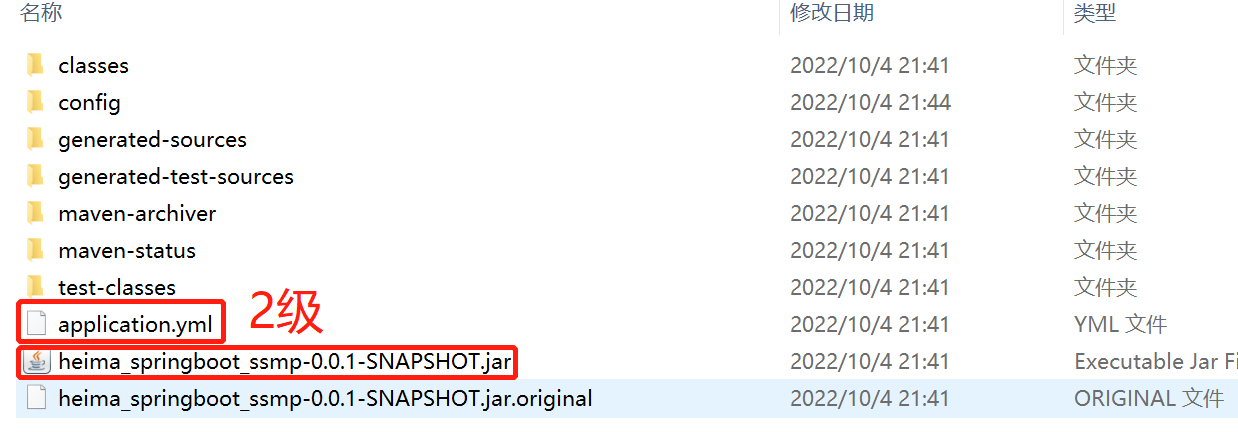 名称 修改日期 类型
classes 2022/10/4 21:41 文件夹
config 2022/10/4 21:44 文件夹
generated-sources 2022/10/4 21:41 文件夹
generated-test-sources 2022/10/4 21:41 文件夹
maven-archiver 2022/10/4 21:41 文件夹
maven-status 2022/10/4 21:41 文件夹
test-classes 2022/10/4 21:41 文件夹
application.yml 2级 2022/10/4 21:41 YML 文件
heima_springboot_ssmp-0.0.1-SNAPSHOT.jar 2022/10/4 21:41 Executable Jar Fi
heima_springboot_ssmp-0.0.1-SNAPSHOT.jar.original 2022/10/4 21:41 ORIGINAL 文件